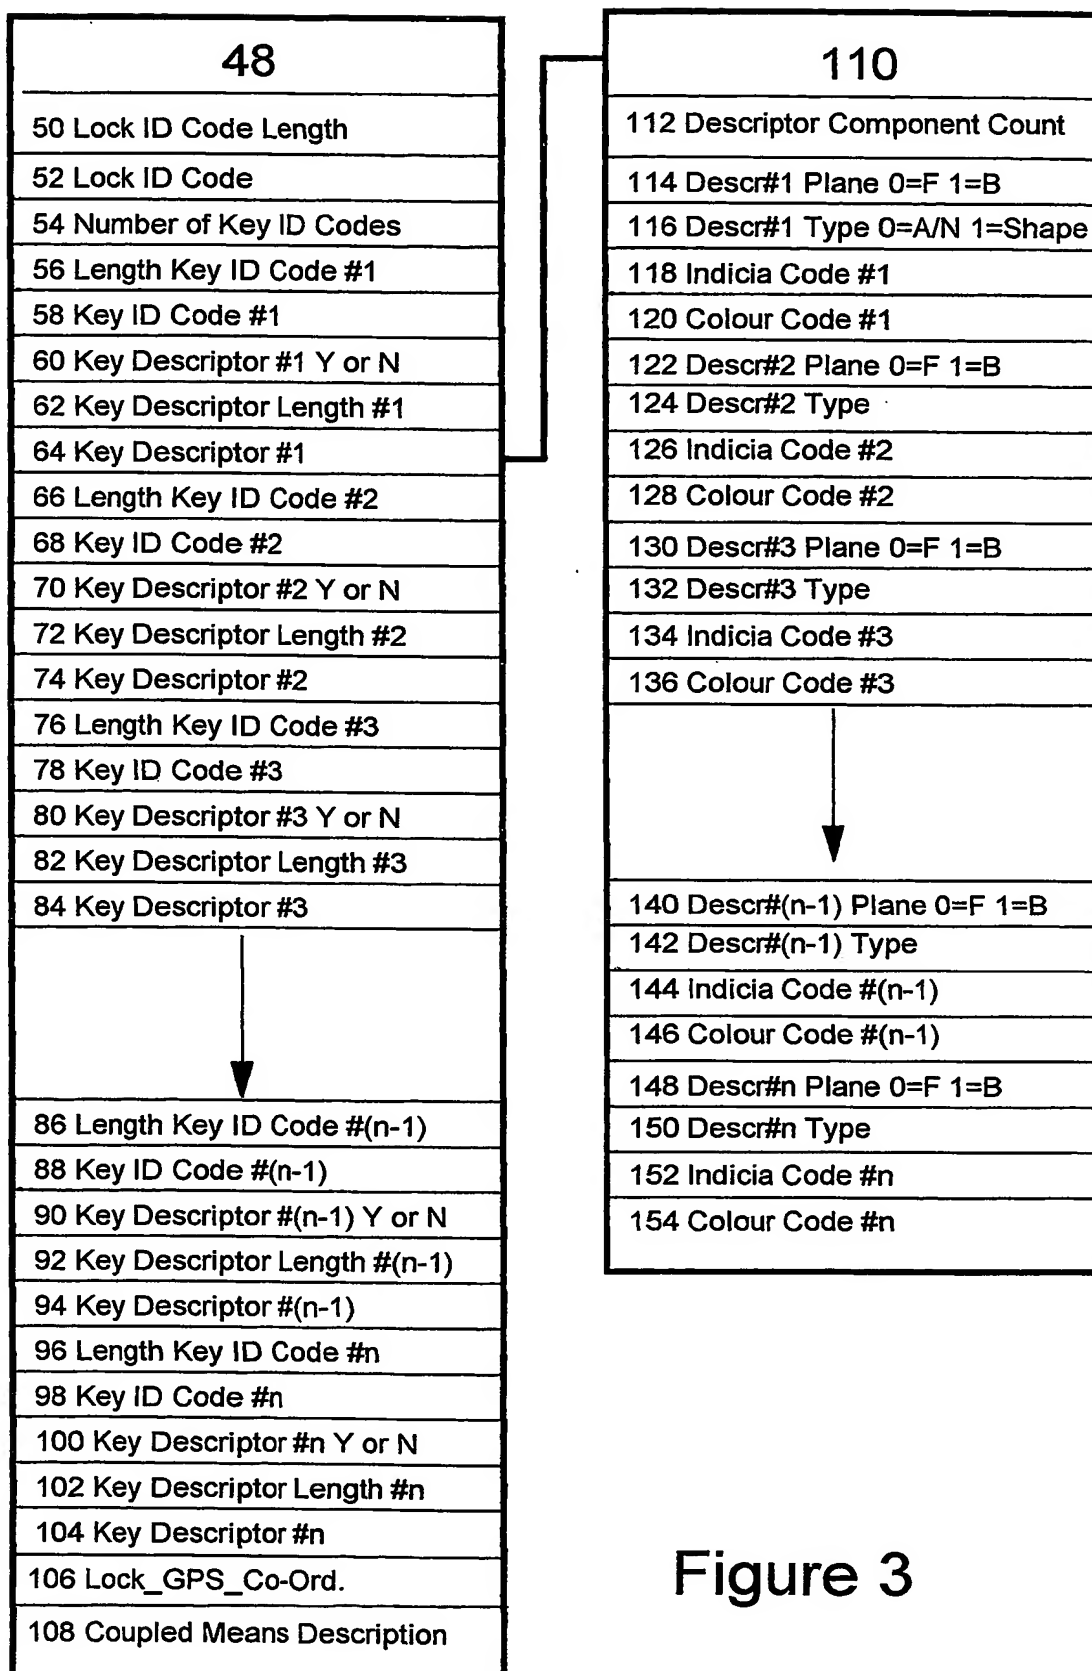 48
50 Lock ID Code Length
52 Lock ID Code
54 Number of Key ID Codes
56 Length Key ID Code #1
58 Key ID Code #1
60 Key Descriptor #1 Y or N
62 Key Descriptor Length #1
64 Key Descriptor #1
66 Length Key ID Code #2
68 Key ID Code #2
70 Key Descriptor #2 Y or N
72 Key Descriptor Length #2
74 Key Descriptor #2
76 Length Key ID Code #3
78 Key ID Code #3
80 Key Descriptor #3 Y or N
82 Key Descriptor Length #3
84 Key Descriptor #3
86 Length Key ID Code #(n-1)
88 Key ID Code #(n-1)
90 Key Descriptor #(n-1) Y or N
92 Key Descriptor Length #(n-1)
94 Key Descriptor #(n-1)
96 Length Key ID Code #n
98 Key ID Code #n
100 Key Descriptor #n Y or N
102 Key Descriptor Length #n
104 Key Descriptor #n
106 Lock_GPS_Co-Ord.
108 Coupled Means Description
110
112 Descriptor Component Count
114 Descr#1 Plane 0=F 1=B
116 Descr#1 Type 0=A/N 1=Shape
118 Indicia Code #1
120 Colour Code #1
122 Descr#2 Plane 0=F 1=B
124 Descr#2 Type
126 Indicia Code #2
128 Colour Code #2
130 Descr#3 Plane 0=F 1=B
132 Descr#3 Type
134 Indicia Code #3
136 Colour Code #3
140 Descr#(n-1) Plane 0=F 1=B
142 Descr#(n-1) Type
144 Indicia Code #(n-1)
146 Colour Code #(n-1)
148 Descr#n Plane 0=F 1=B
150 Descr#n Type
152 Indicia Code #n
154 Colour Code #n
Figure 3